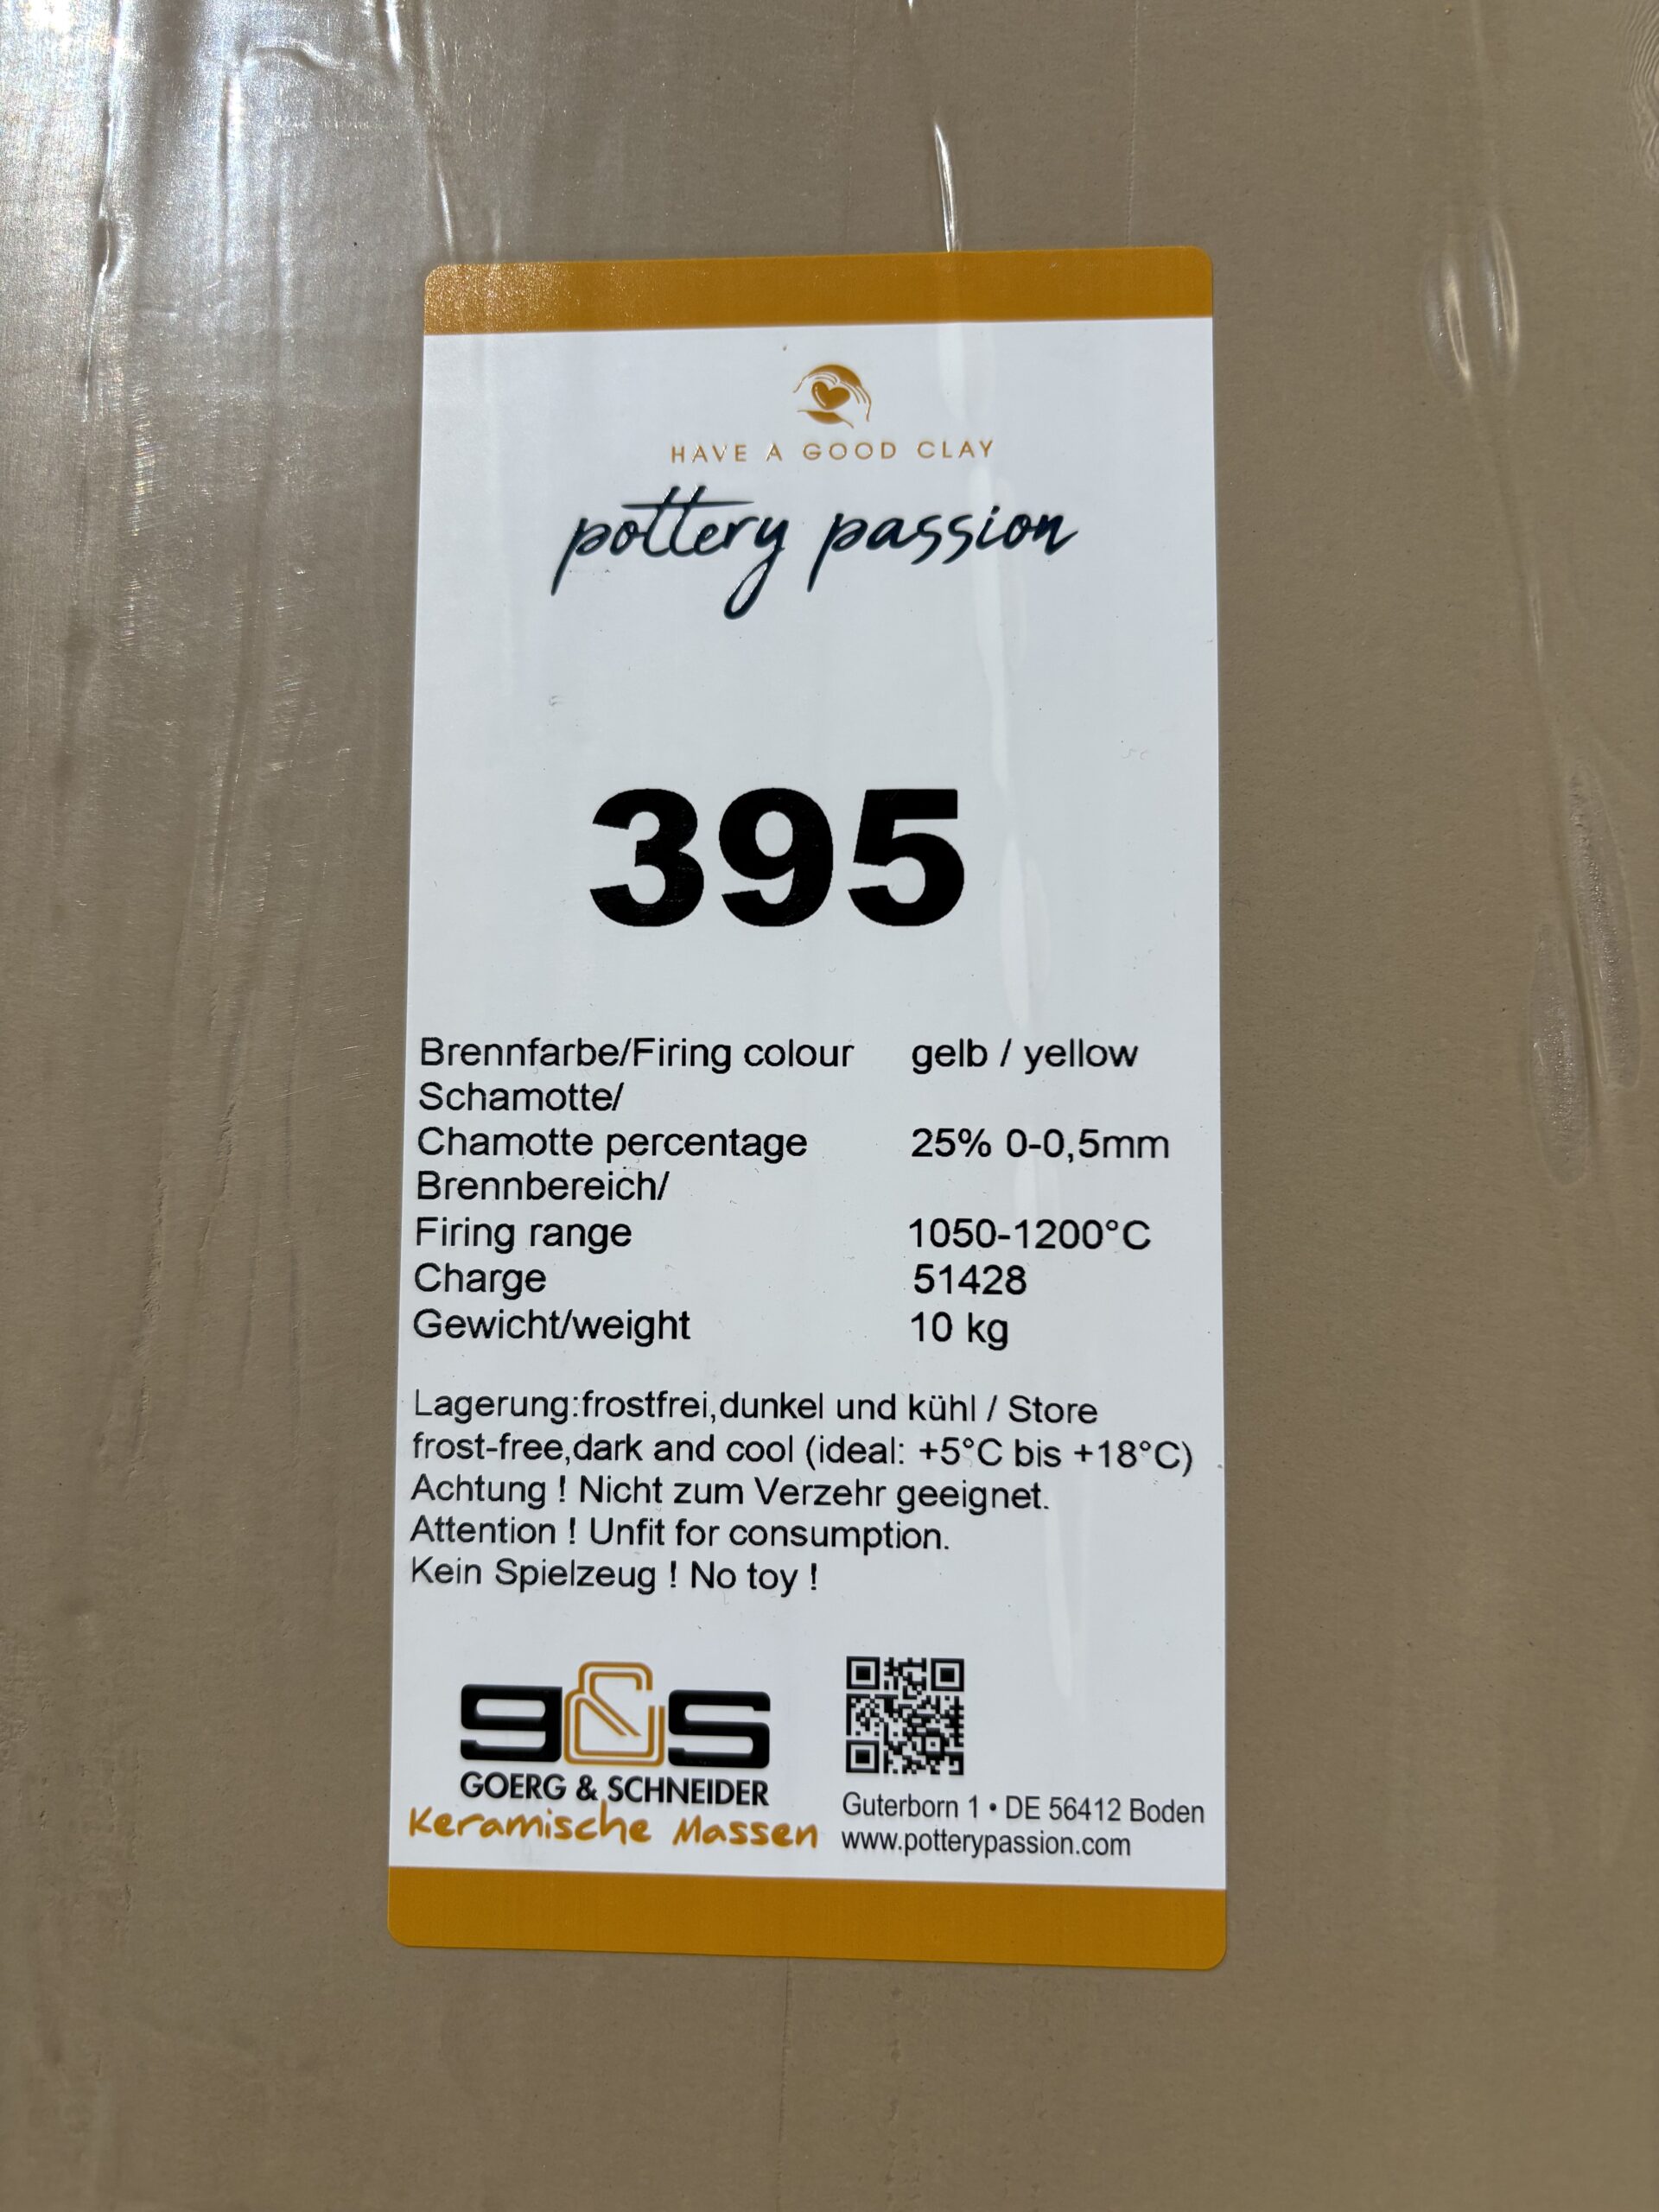 HAVE A GOOD CLAY
pottery passion
395
Brennfarbe/Firing colour gelb / yellow
Schamotte/
Chamotte percentage 25% 0-0,5mm
Brennbereich/
Firing range 1050-1200°C
Charge 51428
Gewicht/weight 10 kg
Lagerung:frostfrei,dunkel und kühl / Store
frost-free,dark and cool (ideal: +5°C bis +18°C)
Achtung ! Nicht zum Verzehr geeignet.
Attention ! Unfit for consumption.
Kein Spielzeug ! No toy !
g&s
GOERG & SCHNEIDER
Keramische Massen
Guterborn 1 • DE 56412 Boden
www.potterypassion.com